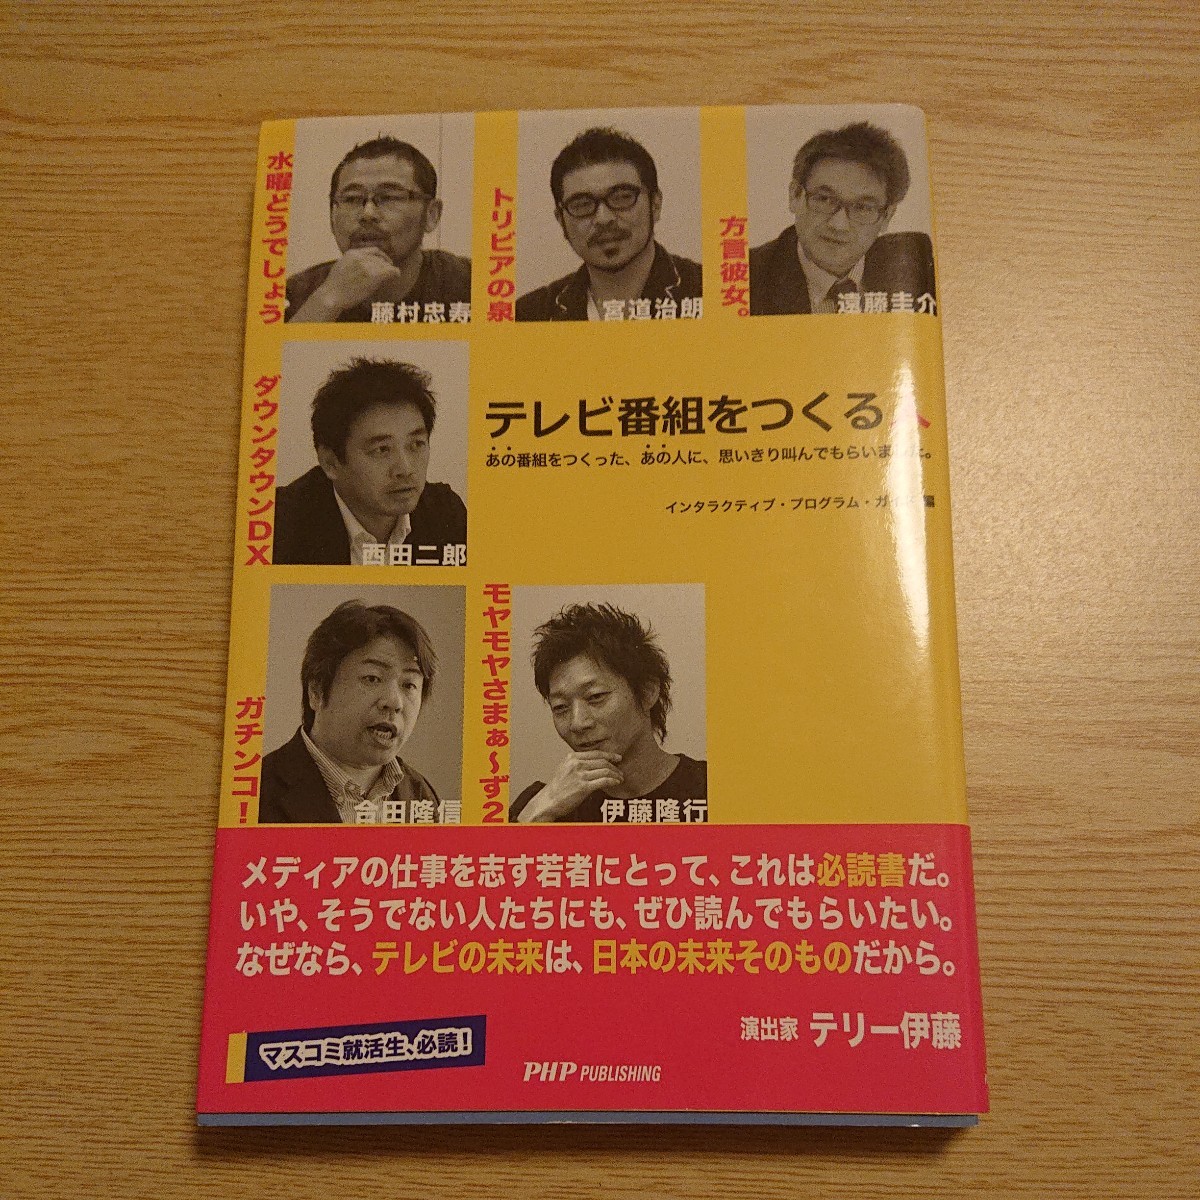 水曜どうでしょう
藤村忠寿
トリビアの泉
宮道治朗
方言彼女。
遠藤圭介
ダウンタウンDX
西田二郎
テレビ番組をつくる人
あの番組をつくった、あの人に、思いきり叫んでもらいました。
インタラクティブ・プログラム・ガイド 編
ガチンコ!
合田隆信
モヤモヤさまぁ〜ず2
伊藤隆行
メディアの仕事を志す若者にとって、これは必読書だ。
いや、そうでない人たちにも、ぜひ読んでもらいたい。
なぜなら、テレビの未来は、日本の未来そのものだから。
演出家 テリー伊藤
マスコミ就活生、必読!
PHP PUBLISHING